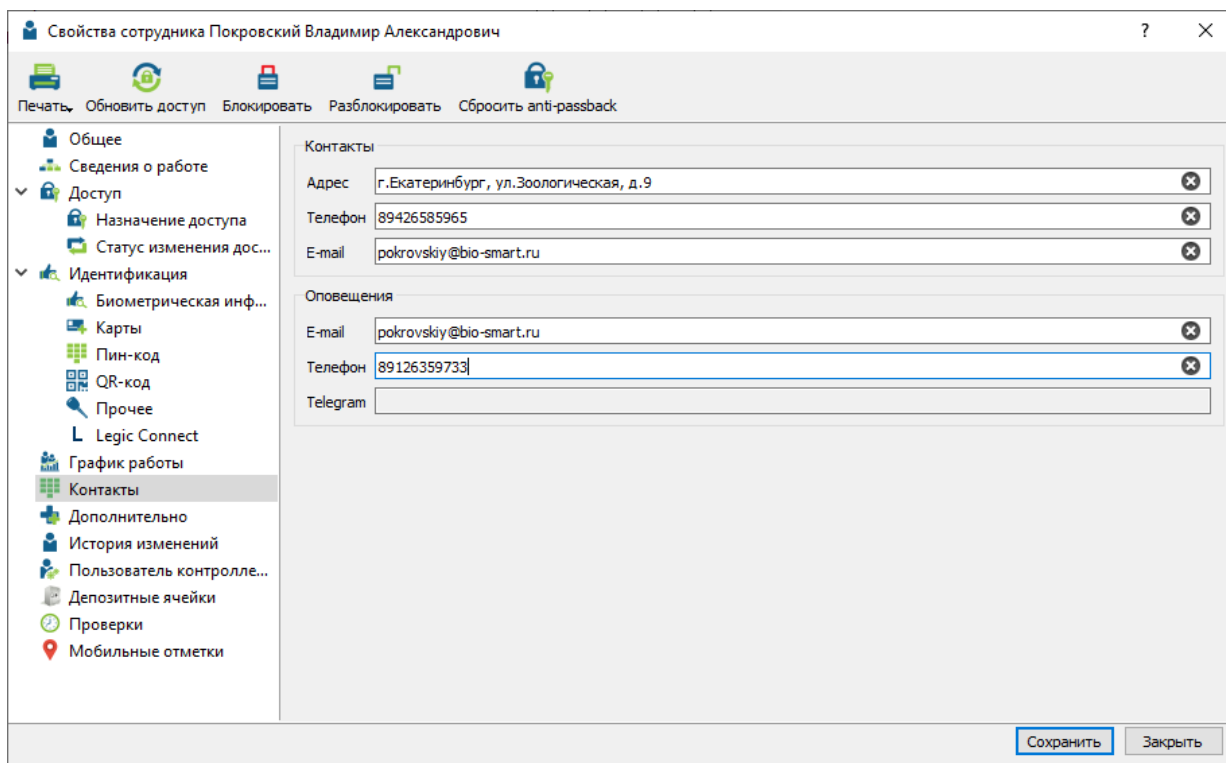 Свойства сотрудника Покровский Владимир Александрович
?
Печать
Обновить доступ
Блокировать
Разблокировать
Сбросить anti-passback
Общее
Сведения о работе
Доступ
Назначение доступа
Статус изменения дос...
Идентификация
Биометрическая инф...
Карты
Пин-код
QR-код
Прочее
L Legic Connect
График работы
Контакты
Дополнительно
История изменений
Пользователь контролле...
Депозитные ячейки
Проверки
Мобильные отметки
Контакты
Адрес г.Екатеринбург, ул.Зоологическая, д.9
Телефон 89426585965
E-mail pokrovskiy@bio-smart.ru
Оповещения
E-mail pokrovskiy@bio-smart.ru
Телефон 89126359733
Telegram
Сохранить
Закрыть